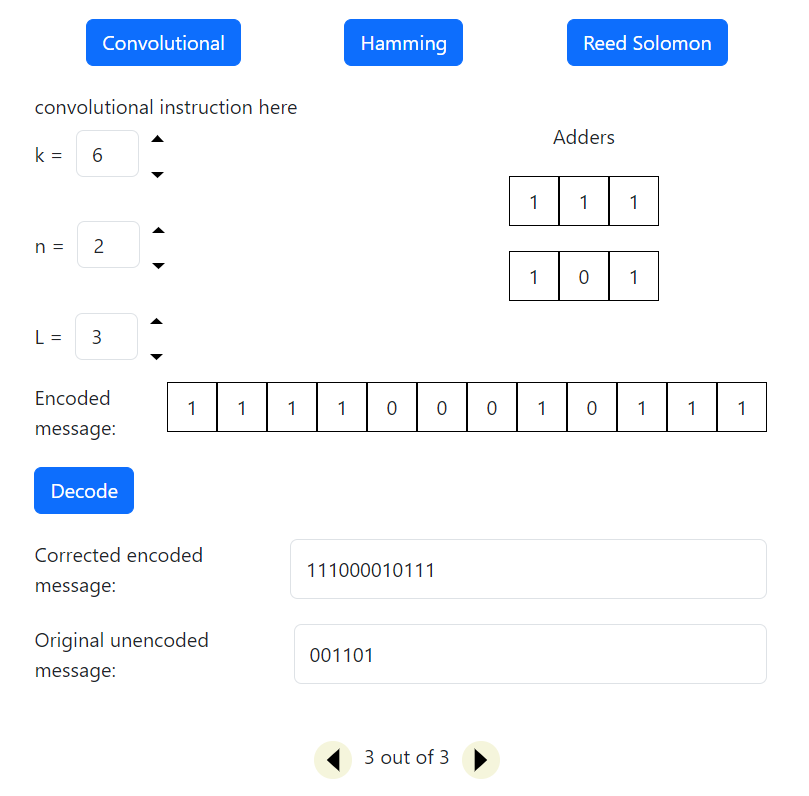 Convolutional Hamming Reed Solomon
convolutional instruction here
Adders
k = 6
1 1 1
n = 2
1 0 1
L = 3
Encoded
message:
1 1 1 1 0 0 0 1 0 1 1 1
Decode
Corrected encoded
message:
111000010111
Original unencoded
message:
001101
3 out of 3